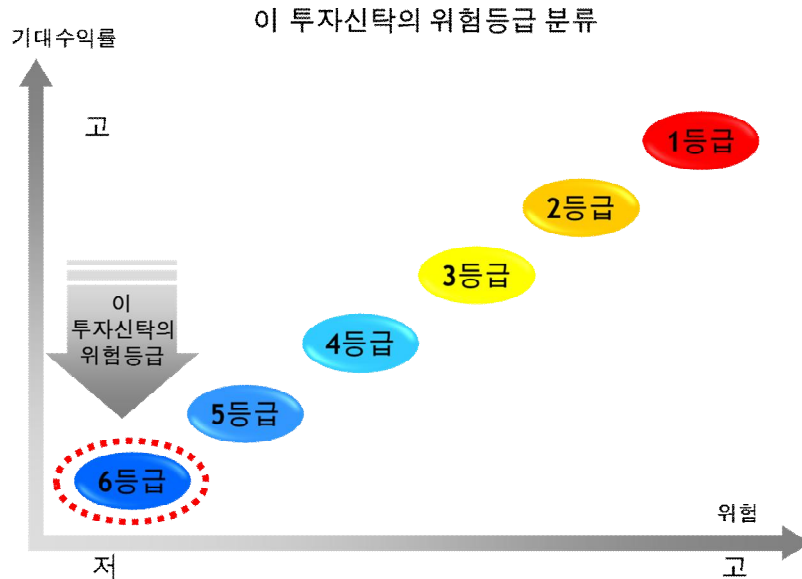 이 투자신탁의 위험등급 분류
기대수익률
고
1등급
2등급
3등급
이
투자신탁의
위험등급
4등급
5등급
6등급
위험
저
고